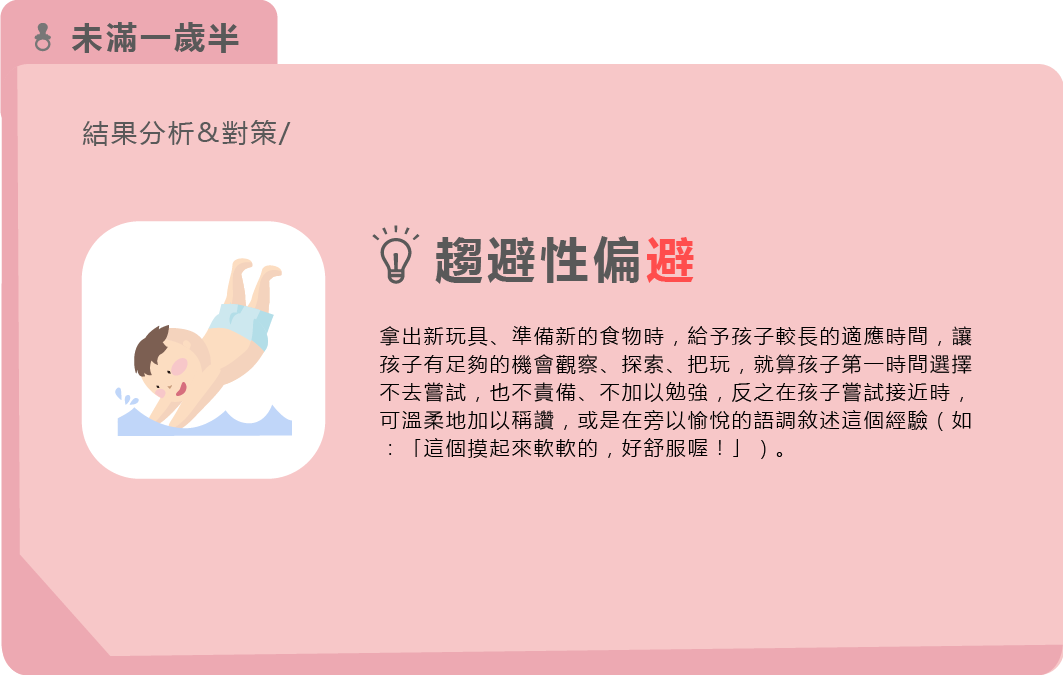 未滿一歲半
結果分析&對策/
趨避性偏避
拿出新玩具、準備新的食物時，給予孩子較長的適應時間，讓
孩子有足夠的機會觀察、探索、把玩，就算孩子第一時間選擇
不去嘗試，也不責備、不加以勉強，反之在孩子嘗試接近時，
可溫柔地加以稱讚，或是在旁以愉悅的語調敘述這個經驗（如
：「這個摸起來軟軟的，好舒服喔！」）。